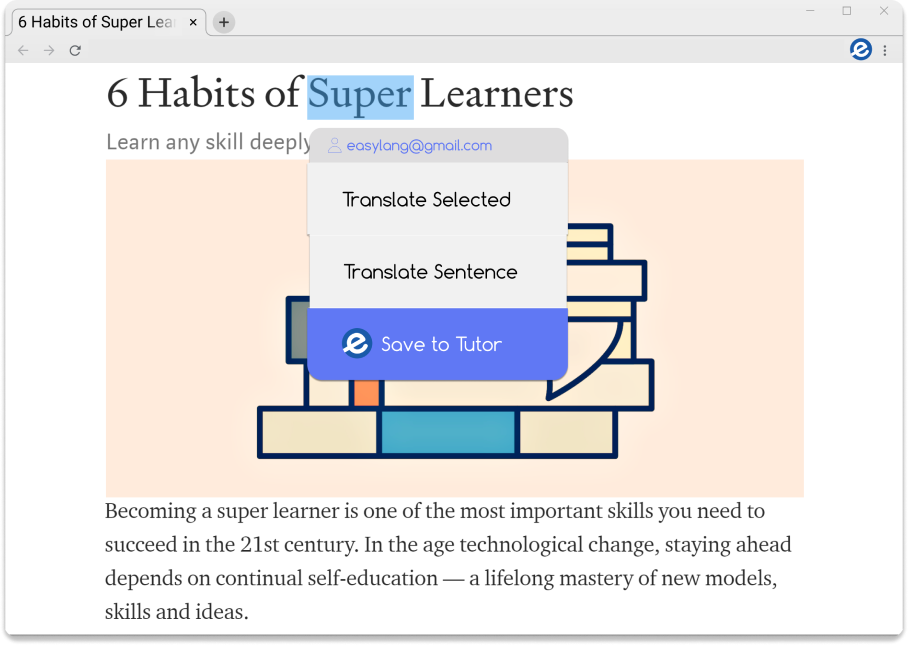 6 Habits of Super Lea
6 Habits of Super Learners
Learn any skill deeply
easylang@gmail.com
Translate Selected
Translate Sentence
e Save to Tutor
Becoming a super learner is one of the most important skills you need to
succeed in the 21st century. In the age technological change, staying ahead
depends on continual self-education — a lifelong mastery of new models,
skills and ideas.